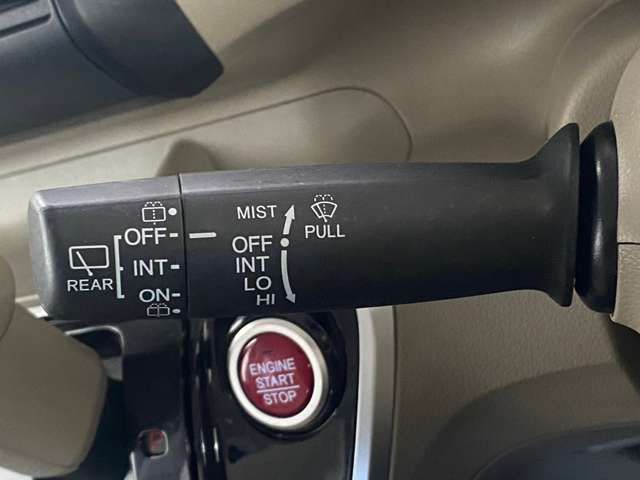 MIST
PULL
OFF
INT
LO
HI
OFF
INT
ON
REAR
ENGINE
START
STOP